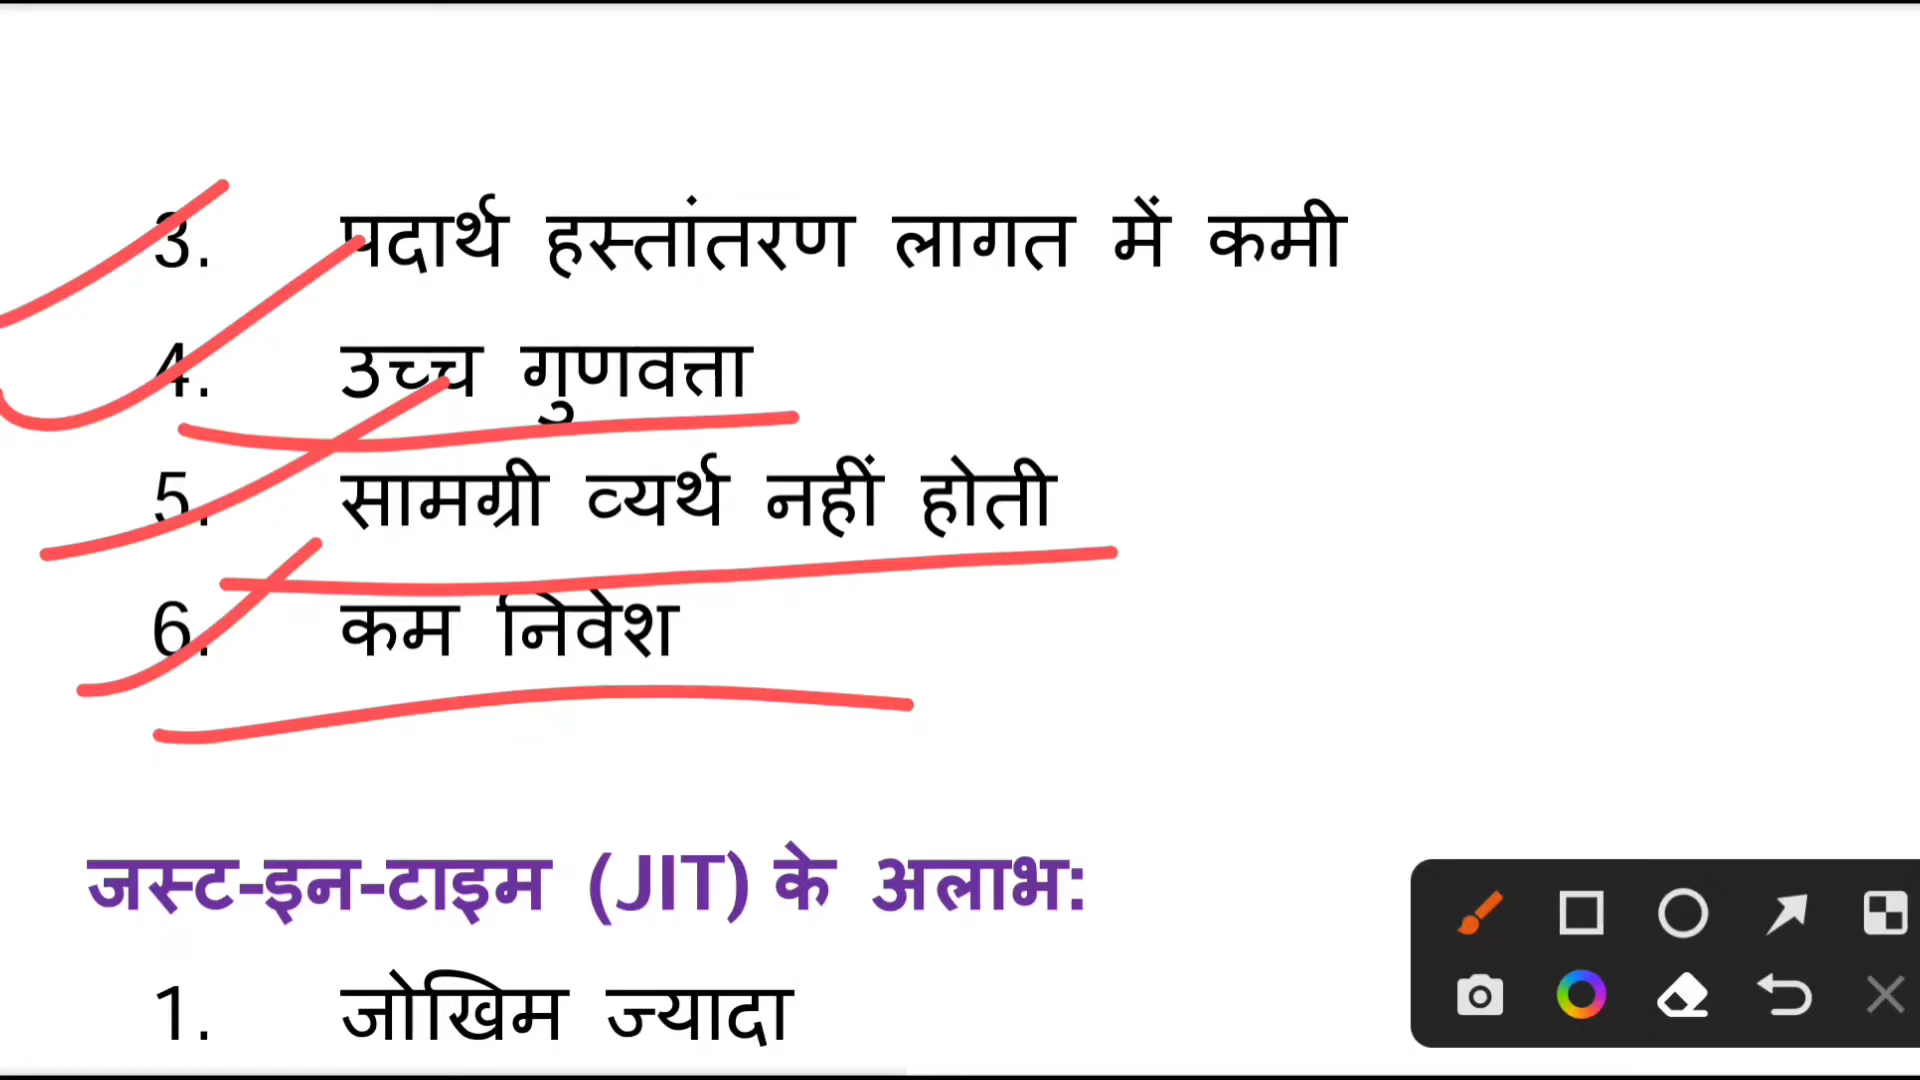 3. पदार्थ हस्तांतरण लागत में कमी
4. उच्च गुणवत्ता
5. सामग्री व्यर्थ नहीं होती
6. कम निवेश
जस्ट-इन-टाइम (JIT) के अलाभ:
1. जोखिम ज्यादा